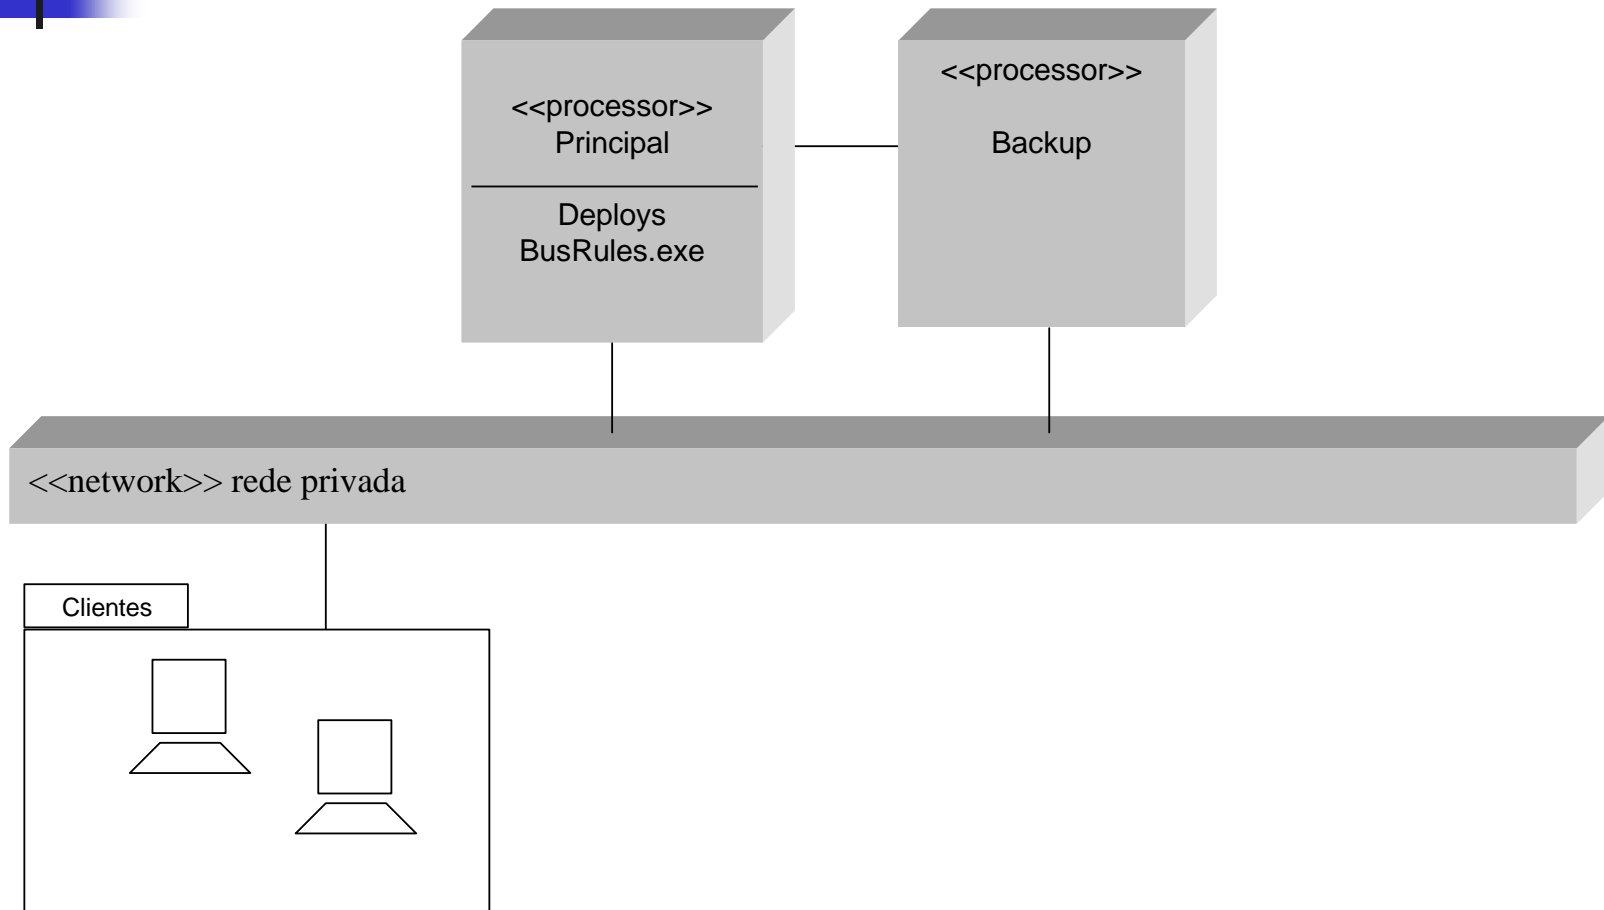 <<processor>>
Principal
Deploys
BusRules.exe
<<processor>>
Backup
<<network>> rede privada
Clientes